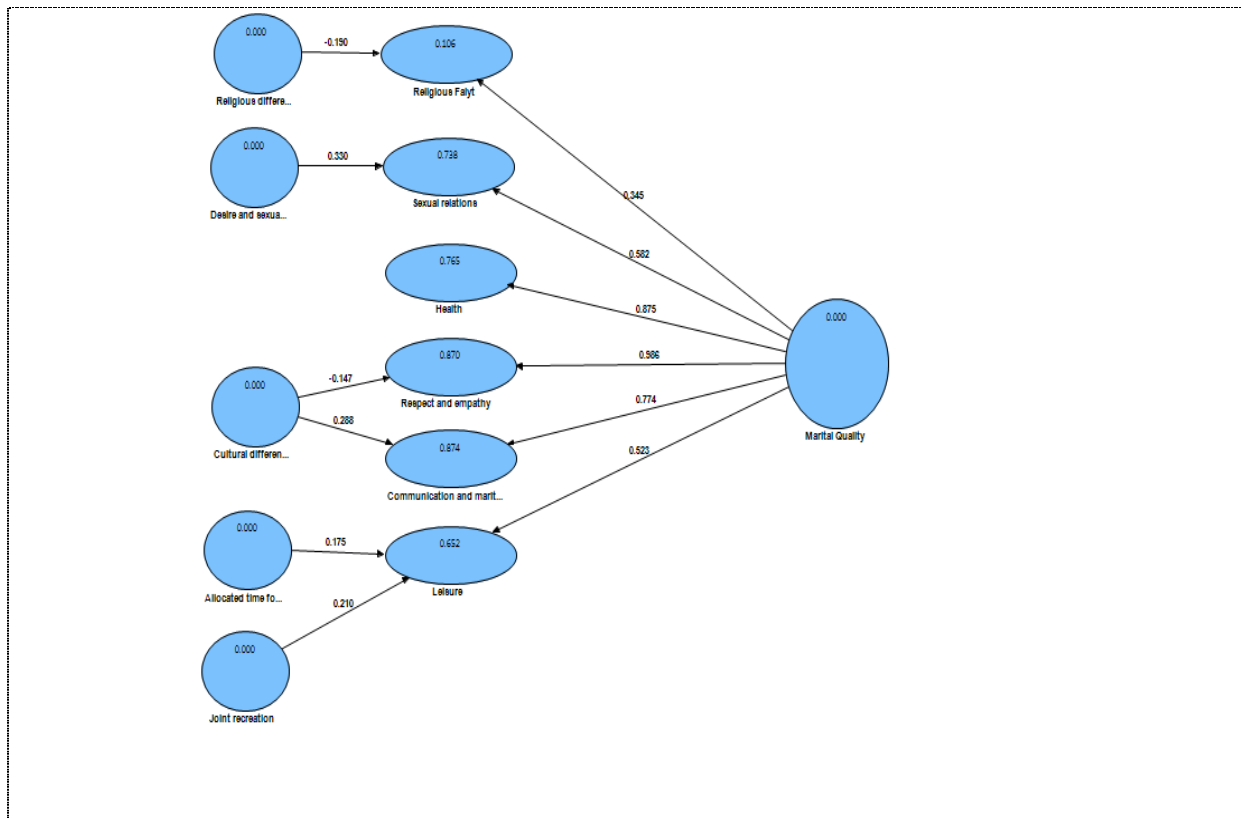 0.000
-0.190
0.106
Religious differe...
Religious Falyt
0.000
0.330
0.738
Desire and sexua...
Sexual relations
0.345
0.582
0.765
Health
0.875
0.000
Marital Quality
0.870
0.986
Respect and empathy
0.000
-0.147
0.288
Cultural differen...
0.774
0.874
Communication and marit...
0.523
0.000
0.175
0.652
Allocated time fo...
Leisure
0.210
0.000
Joint recreation